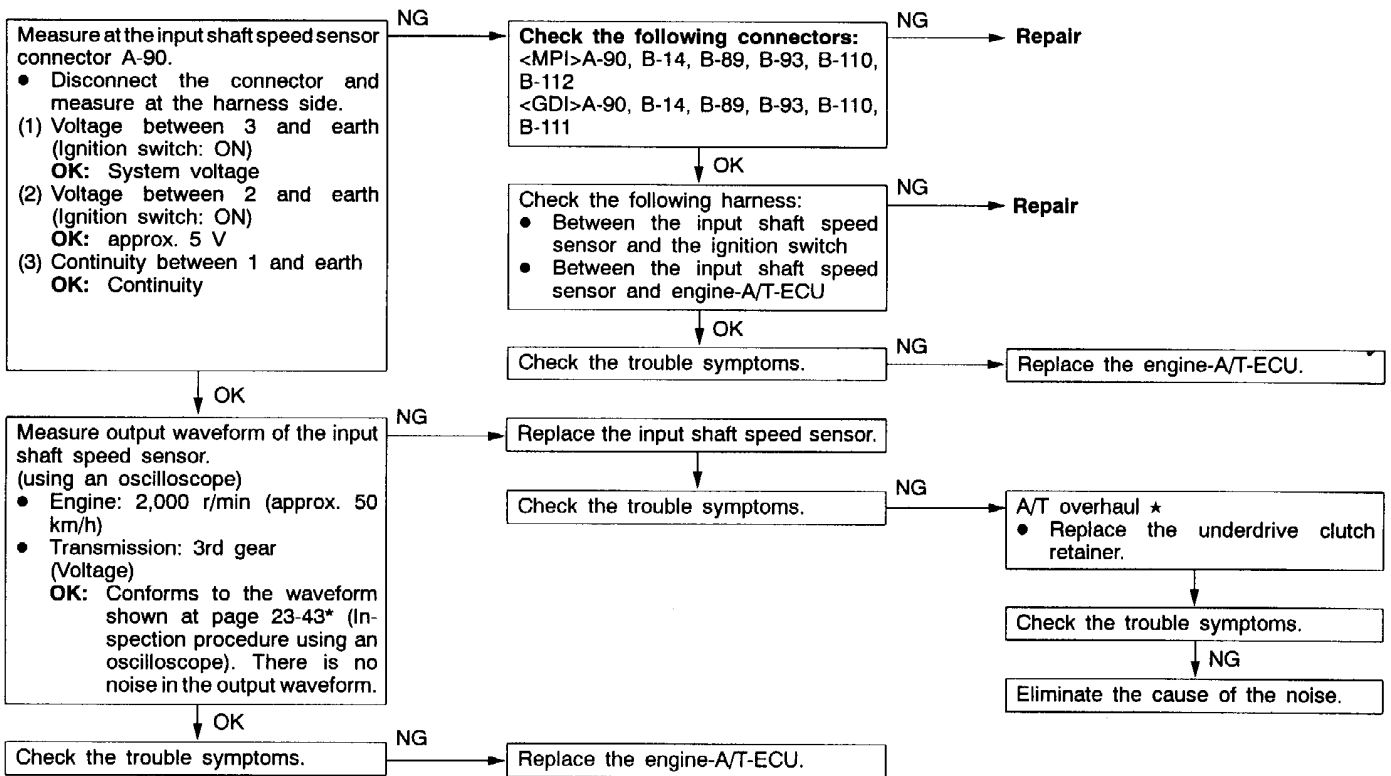 Measure at the input shaft speed sensor
connector A-90.
● Disconnect the connector and
measure at the harness side.
(1) Voltage between 3 and earth
(Ignition switch: ON)
OK: System voltage
(2) Voltage between 2 and earth
(Ignition switch: ON)
OK: approx. 5 V
(3) Continuity between 1 and earth
OK: Continuity
NG
Check the following connectors:
<MPI>A-90, B-14, B-89, B-93, B-110,
B-112
<GDI>A-90, B-14, B-89, B-93, B-110,
B-111
NG
Repair
OK
Check the following harness:
● Between the input shaft speed
sensor and the ignition switch
● Between the input shaft speed
sensor and engine-A/T-ECU
NG
Repair
OK
Check the trouble symptoms.
NG
Replace the engine-A/T-ECU.
OK
Measure output waveform of the input
shaft speed sensor.
(using an oscilloscope)
● Engine: 2,000 r/min (approx. 50
km/h)
● Transmission: 3rd gear
(Voltage)
OK: Conforms to the waveform
shown at page 23-43* (In-
spection procedure using an
oscilloscope). There is no
noise in the output waveform.
NG
Replace the input shaft speed sensor.
Check the trouble symptoms.
NG
A/T overhaul ★
● Replace the underdrive clutch
retainer.
Check the trouble symptoms.
NG
Eliminate the cause of the noise.
OK
Check the trouble symptoms.
NG
Replace the engine-A/T-ECU.